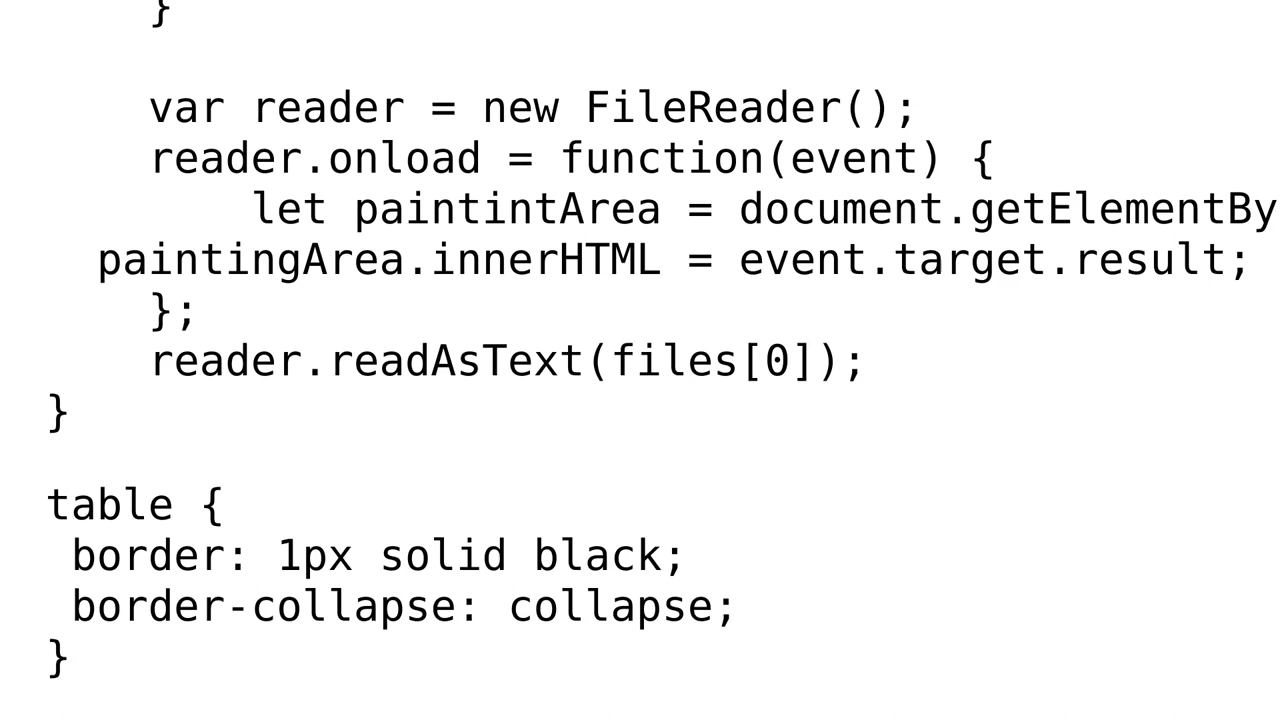 }
var reader = new FileReader();
reader.onload = function(event) {
let paintintArea = document.getElementBy
paintingArea.innerHTML = event.target.result;
};
reader.readAsText(files[0]);
}
table {
border: 1px solid black;
border-collapse: collapse;
}